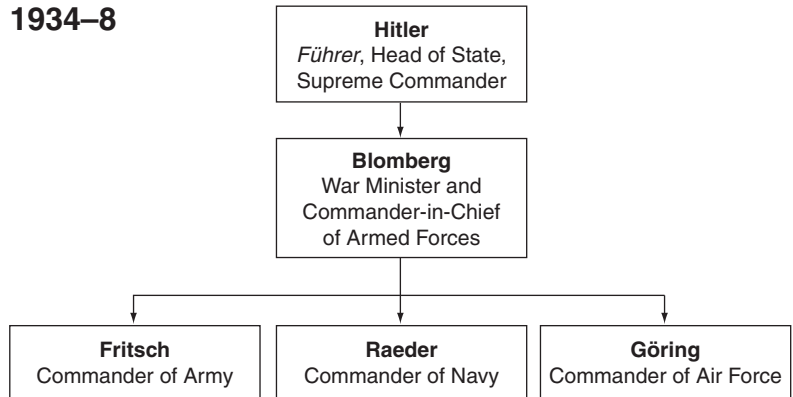 1934–8
Hitler
Führer, Head of State,
Supreme Commander
Blomberg
War Minister and
Commander-in-Chief
of Armed Forces
Fritsch
Commander of Army
Raeder
Commander of Navy
Göring
Commander of Air Force